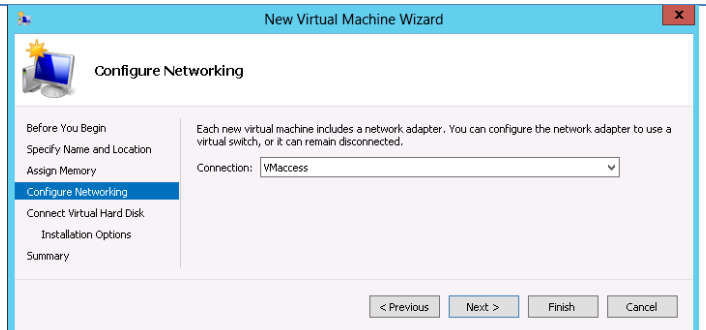 New Virtual Machine Wizard
x
Configure Networking
Before You Begin
Specify Name and Location
Assign Memory
Configure Networking
Connect Virtual Hard Disk
Installation Options
Summary
Each new virtual machine includes a network adapter. You can configure the network adapter to use a
virtual switch, or it can remain disconnected.
Connection: VMaccess
< Previous Next > Finish Cancel